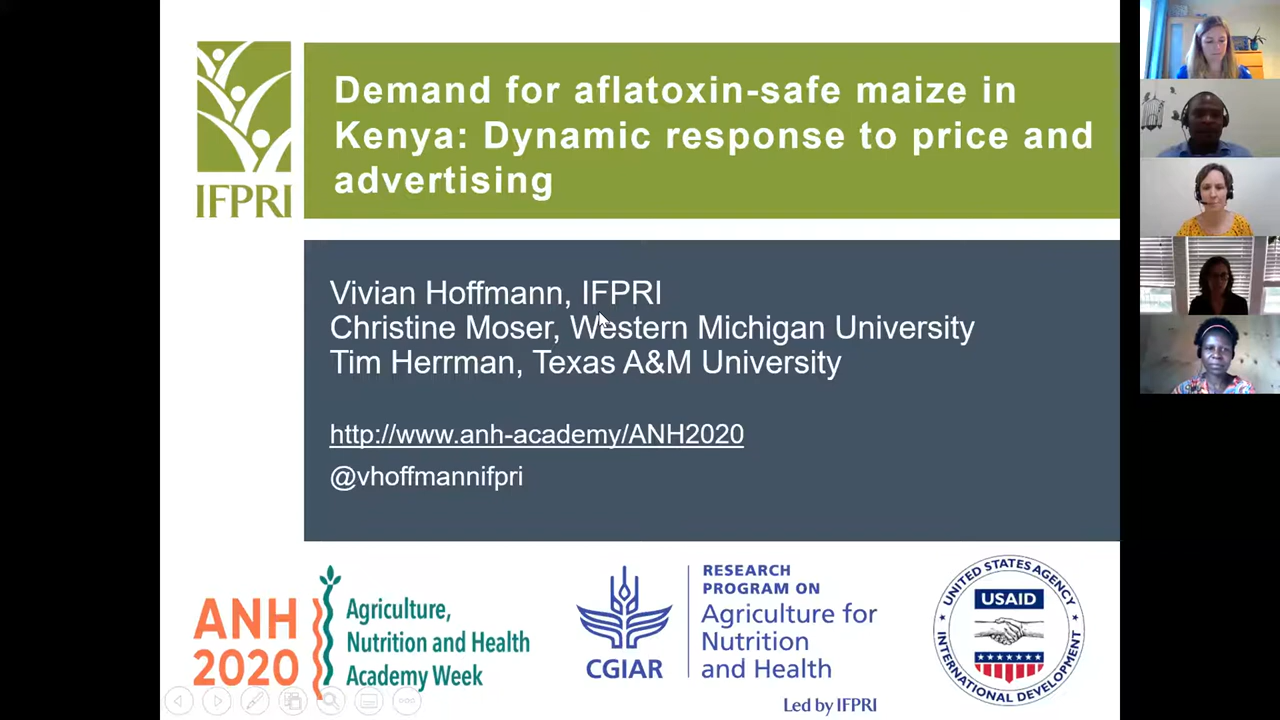 IFPRI
Demand for aflatoxin-safe maize in
Kenya: Dynamic response to price and
advertising
Vivian Hoffmann, IFPRI
Christine Moser, Western Michigan University
Tim Herrman, Texas A&M University
http://www.anh-academy/ANH2020
@vhoffmannifpri
ANH
2020
Agriculture,
Nutrition and Health
Academy Week
CGIAR
RESEARCH
PROGRAM ON
Agriculture for
Nutrition
and Health
Led by IFPRI
UNITED STATES AGENCY
USAID
INTERNATIONAL DEVELOPMENT